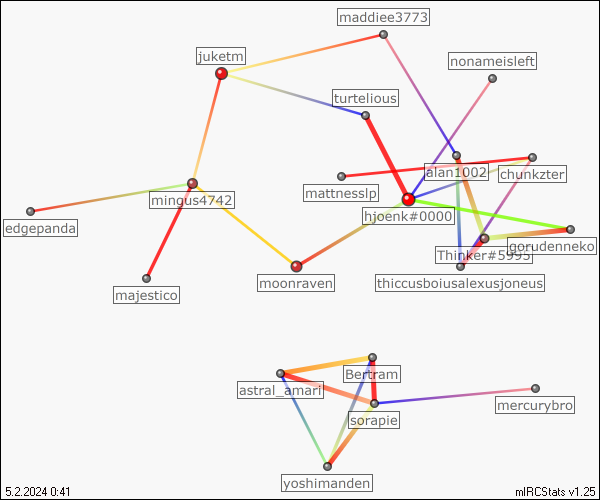 maddiee3773
juketm
nonameisleft
turtelious
alan1002
chunkzter
mattnesslp
mingus4742
hjoenk#0000
edgepanda
gorudenneko
Thinker#5995
moonraven
thiccusboiusalexusjoneus
majestico
Bertram
astral_amari
mercurybro
sorapie
yoshimanden
5.2.2024 0:41
mIRCStats v1.25